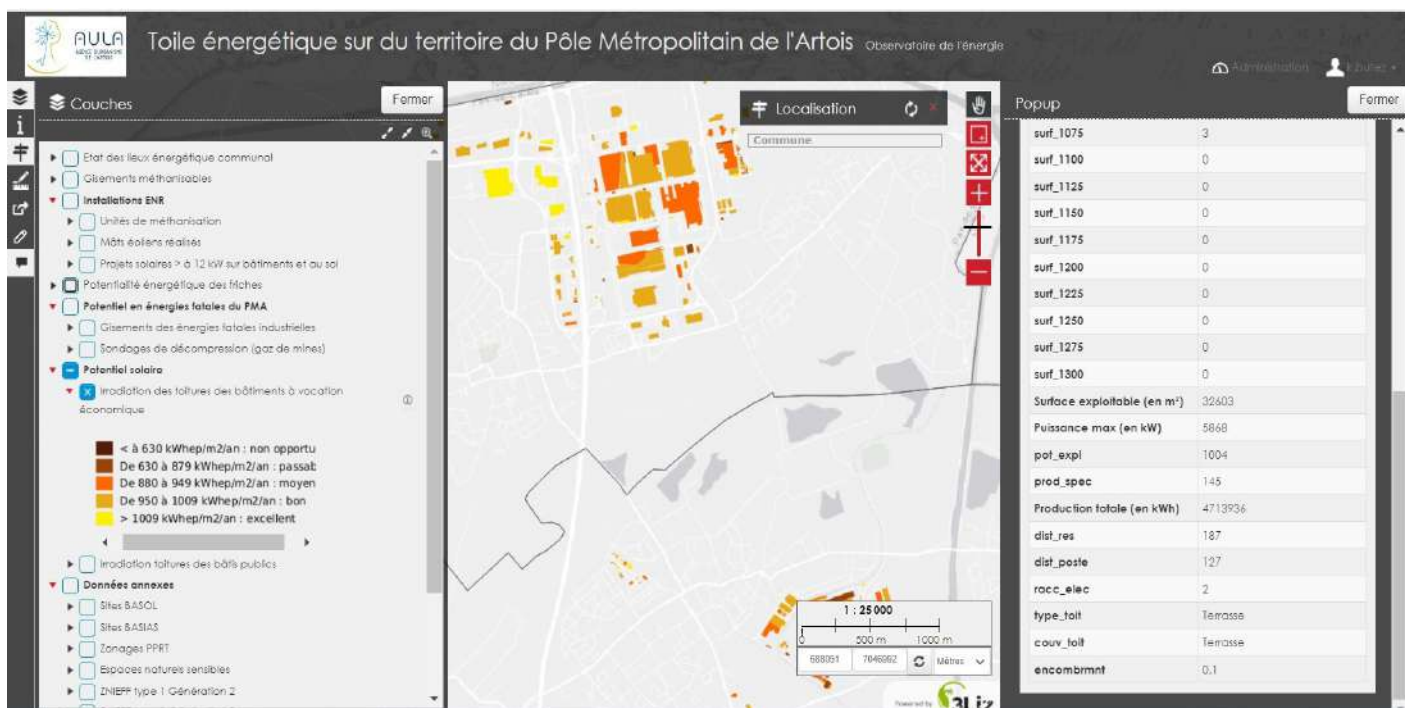 AULA
Toile énergétique sur du territoire du Pôle Métropolitain de l'Artois Observatoire de l'énergie
Administration
Couches
Fermer
Localisation
Commune
Popup
Fermer
Etat des lieux énergétique communal
Gisements méthanisables
Installations ENR
Unités de méthanisation
Mâts éoliens réalisés
Projets solaires > à 12 kW sur bâtiments et au sol
Potentialité énergétique des friches
Potentiel en énergies fatales du PMA
Gisements des énergies fatales industrielles
Sondages de décompression (gaz de mines)
Potentiel solaire
Irradiation des toitures des bâtiments à vocation
économique
< à 630 kWhep/m2/an : non opportu
De 630 à 879 kWhep/m2/an : passab
De 880 à 949 kWhep/m2/an : moyen
De 950 à 1009 kWhep/m2/an : bon
> 1009 kWhep/m2/an : excellent
Irradiation toitures des bâtis publics
Données annexes
Sites BASOL
Sites BASIAS
Zonages PPRT
Espaces naturels sensibles
ZNIEFF type 1 Génération 2
1 : 25 000
0 500 m 1000 m
688051 7046992 Mètres
Powered by 3Liz
surf_1075 3
surf_1100 0
surf_1125 0
surf_1150 0
surf_1175 0
surf_1200 0
surf_1225 0
surf_1250 0
surf_1275 0
surf_1300 0
Surface exploitable (en m²) 32603
Puissance max (en kW) 5868
pot_expl 1004
prod_spec 145
Production totale (en kWh) 4713936
dist_res 187
dist_poste 127
racc_elec 2
type_toit Terrasse
couv_toit Terrasse
encombrmnt 0.1